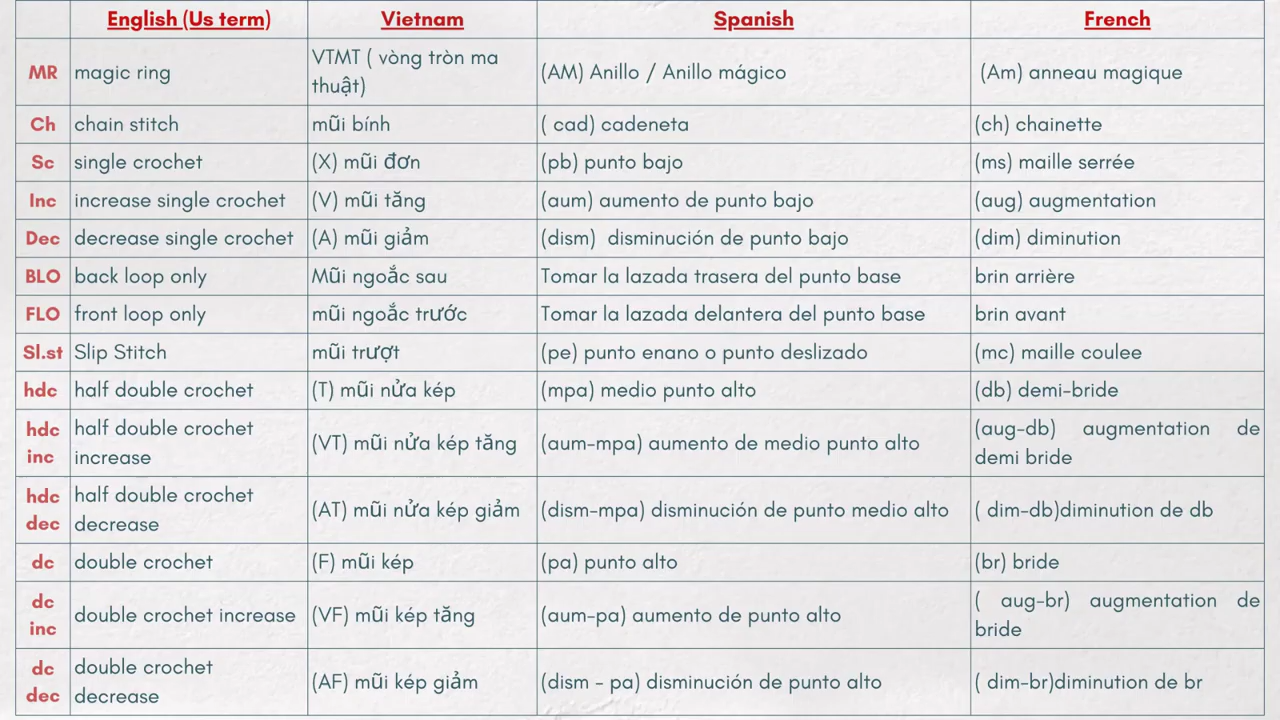 English (Us term) Vietnam Spanish French
MR magic ring VTMT ( vòng tròn ma thuật) (AM) Anillo / Anillo mágico (Am) anneau magique
Ch chain stitch mũi bính ( cad) cadeneta (ch) chainette
Sc single crochet (X) mũi đơn (pb) punto bajo (ms) maille serrée
Inc increase single crochet (V) mũi tăng (aum) aumento de punto bajo (aug) augmentation
Dec decrease single crochet (A) mũi giảm (dism) disminución de punto bajo (dim) diminution
BLO back loop only Mũi ngoắc sau Tomar la lazada trasera del punto base brin arrière
FLO front loop only mũi ngoắc trước Tomar la lazada delantera del punto base brin avant
Sl.st Slip Stitch mũi trượt (pe) punto enano o punto deslizado (mc) maille coulee
hdc half double crochet (T) mũi nửa kép (mpa) medio punto alto (db) demi-bride
hdc inc half double crochet increase (VT) mũi nửa kép tăng (aum-mpa) aumento de medio punto alto (aug-db) augmentation de demi bride
hdc dec half double crochet decrease (AT) mũi nửa kép giảm (dism-mpa) disminución de punto medio alto ( dim-db)diminution de db
dc double crochet (F) mũi kép (pa) punto alto (br) bride
dc inc double crochet increase (VF) mũi kép tăng (aum-pa) aumento de punto alto ( aug-br) augmentation de bride
dc dec double crochet decrease (AF) mũi kép giảm (dism - pa) disminución de punto alto ( dim-br)diminution de br